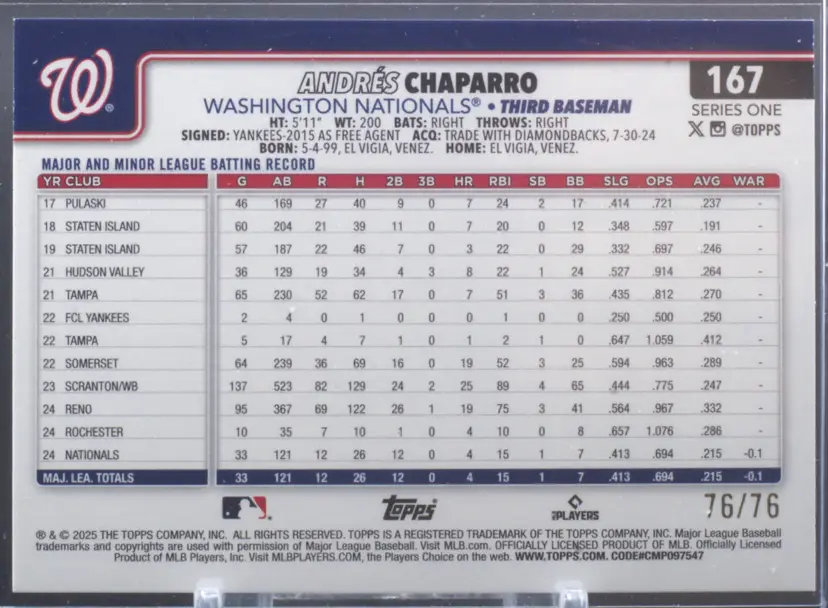 W®
ANDRÉS CHAPARRO
167
WASHINGTON NATIONALS® • THIRD BASEMAN
SERIES ONE
HT: 5'11" WT: 200 BATS: RIGHT THROWS: RIGHT
X @TOPPS
SIGNED: YANKEES-2015 AS FREE AGENT ACQ: TRADE WITH DIAMONDBACKS, 7-30-24
BORN: 5-4-99, EL VIGIA, VENEZ. HOME: EL VIGIA, VENEZ.
MAJOR AND MINOR LEAGUE BATTING RECORD
YR CLUB G AB R H 2B 3B HR RBI SB BB SLG OPS AVG WAR
17 PULASKI 46 169 27 40 9 0 7 24 2 17 .414 .721 .237 -
18 STATEN ISLAND 60 204 21 39 11 0 7 20 0 12 .348 .597 .191 -
19 STATEN ISLAND 57 187 22 46 7 0 3 22 0 29 .332 .697 .246 -
21 HUDSON VALLEY 36 129 19 34 4 3 8 22 1 24 .527 .914 .264 -
21 TAMPA 65 230 52 62 17 0 7 51 3 36 .435 .812 .270 -
22 FCL YANKEES 2 4 0 1 0 0 0 1 0 0 .250 .500 .250 -
22 TAMPA 5 17 4 7 1 0 1 2 1 0 .647 1.059 .412 -
22 SOMERSET 64 239 36 69 16 0 19 52 3 25 .594 .963 .289 -
23 SCRANTON/WB 137 523 82 129 24 2 25 89 4 65 .444 .775 .247 -
24 RENO 95 367 69 122 26 1 19 75 3 41 .564 .967 .332 -
24 ROCHESTER 10 35 7 10 1 0 4 10 0 8 .657 1.076 .286 -
24 NATIONALS 33 121 12 26 12 0 4 15 1 7 .413 .694 .215 -0.1
MAJ. LEA. TOTALS 33 121 12 26 12 0 4 15 1 7 .413 .694 .215 -0.1
Topps MLBPLAYERS 76/76
® & © 2025 THE TOPPS COMPANY, INC. ALL RIGHTS RESERVED. TOPPS IS A REGISTERED TRADEMARK OF THE TOPPS COMPANY, INC. Major League Baseball
trademarks and copyrights are used with permission of Major League Baseball. Visit MLB.com. OFFICIALLY LICENSED PRODUCT OF MLB. Officially Licensed
Product of MLB Players, Inc. Visit MLBPLAYERS.COM, the Players Choice on the web. WWW.TOPPS.COM. CODE#CMP097547